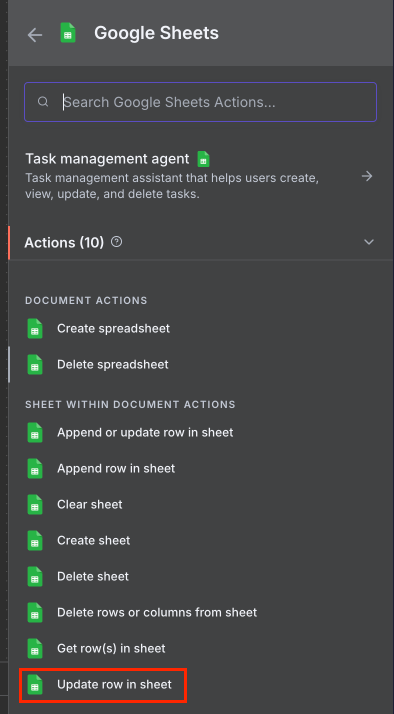 Google Sheets
Search Google Sheets Actions...
Task management agent
Task management assistant that helps users create,
view, update, and delete tasks.
Actions (10)
DOCUMENT ACTIONS
Create spreadsheet
Delete spreadsheet
SHEET WITHIN DOCUMENT ACTIONS
Append or update row in sheet
Append row in sheet
Clear sheet
Create sheet
Delete sheet
Delete rows or columns from sheet
Get row(s) in sheet
Update row in sheet